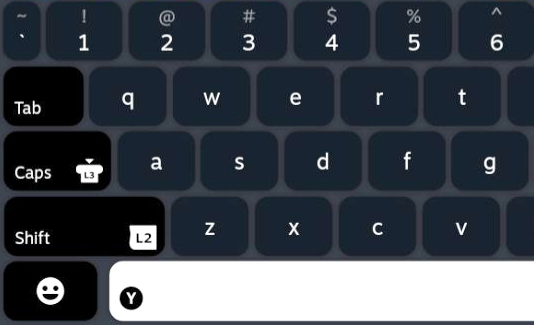 ~ ! @ # $ % ^
` 1 2 3 4 5 6
Tab q w e r t
Caps L3 a s d f g
Shift L2 z x c v
Y